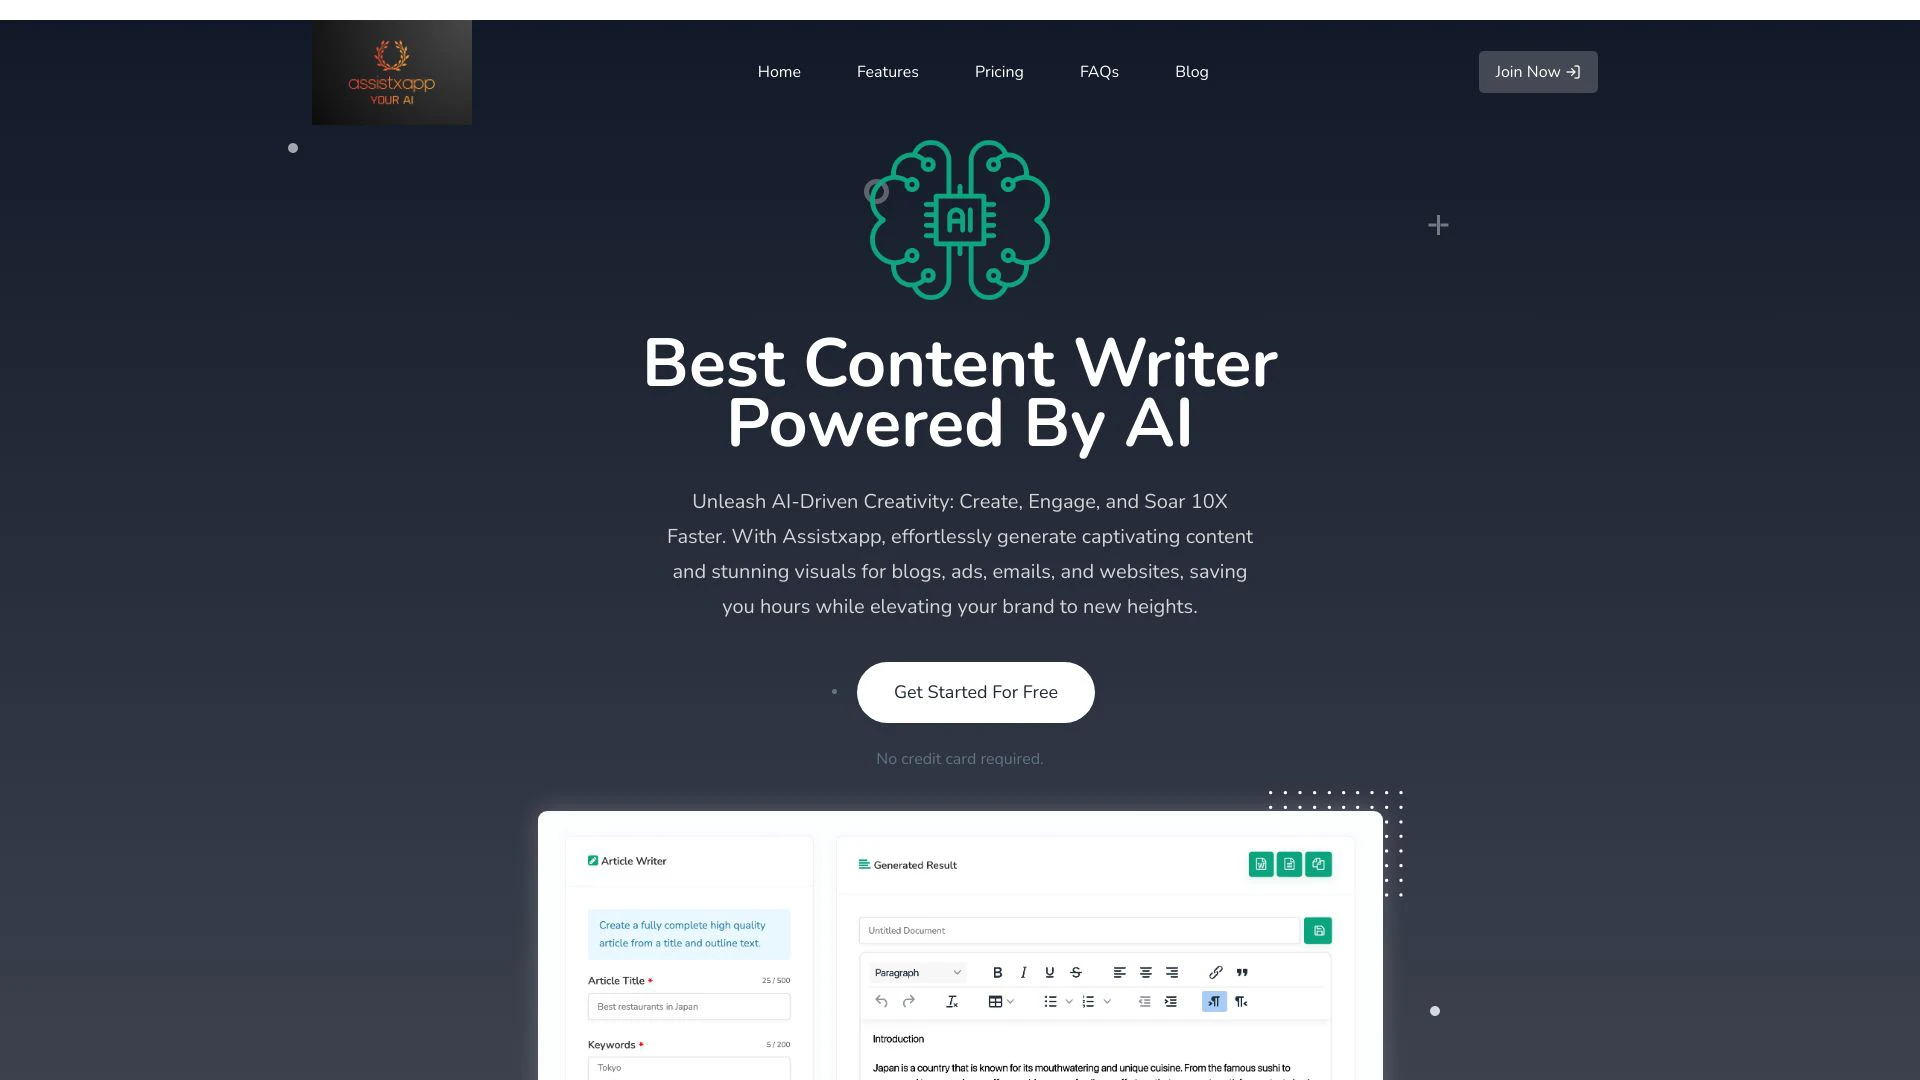 assistxapp
YOUR AI
Home
Features
Pricing
FAQs
Blog
Join Now
AI
Best Content Writer
Powered By AI
Unleash AI-Driven Creativity: Create, Engage, and Soar 10X
Faster. With Assistxapp, effortlessly generate captivating content
and stunning visuals for blogs, ads, emails, and websites, saving
you hours while elevating your brand to new heights.
Get Started For Free
No credit card required.
Article Writer
Create a fully complete high quality
article from a title and outline text.
Article Title *
25 / 500
Best restaurants in Japan
Keywords *
5 / 200
Tokyo
Generated Result
Untitled Document
Paragraph
B I U S
Introduction
Japan is a country that is known for its mouthwatering and unique cuisine. From the famous sushi to